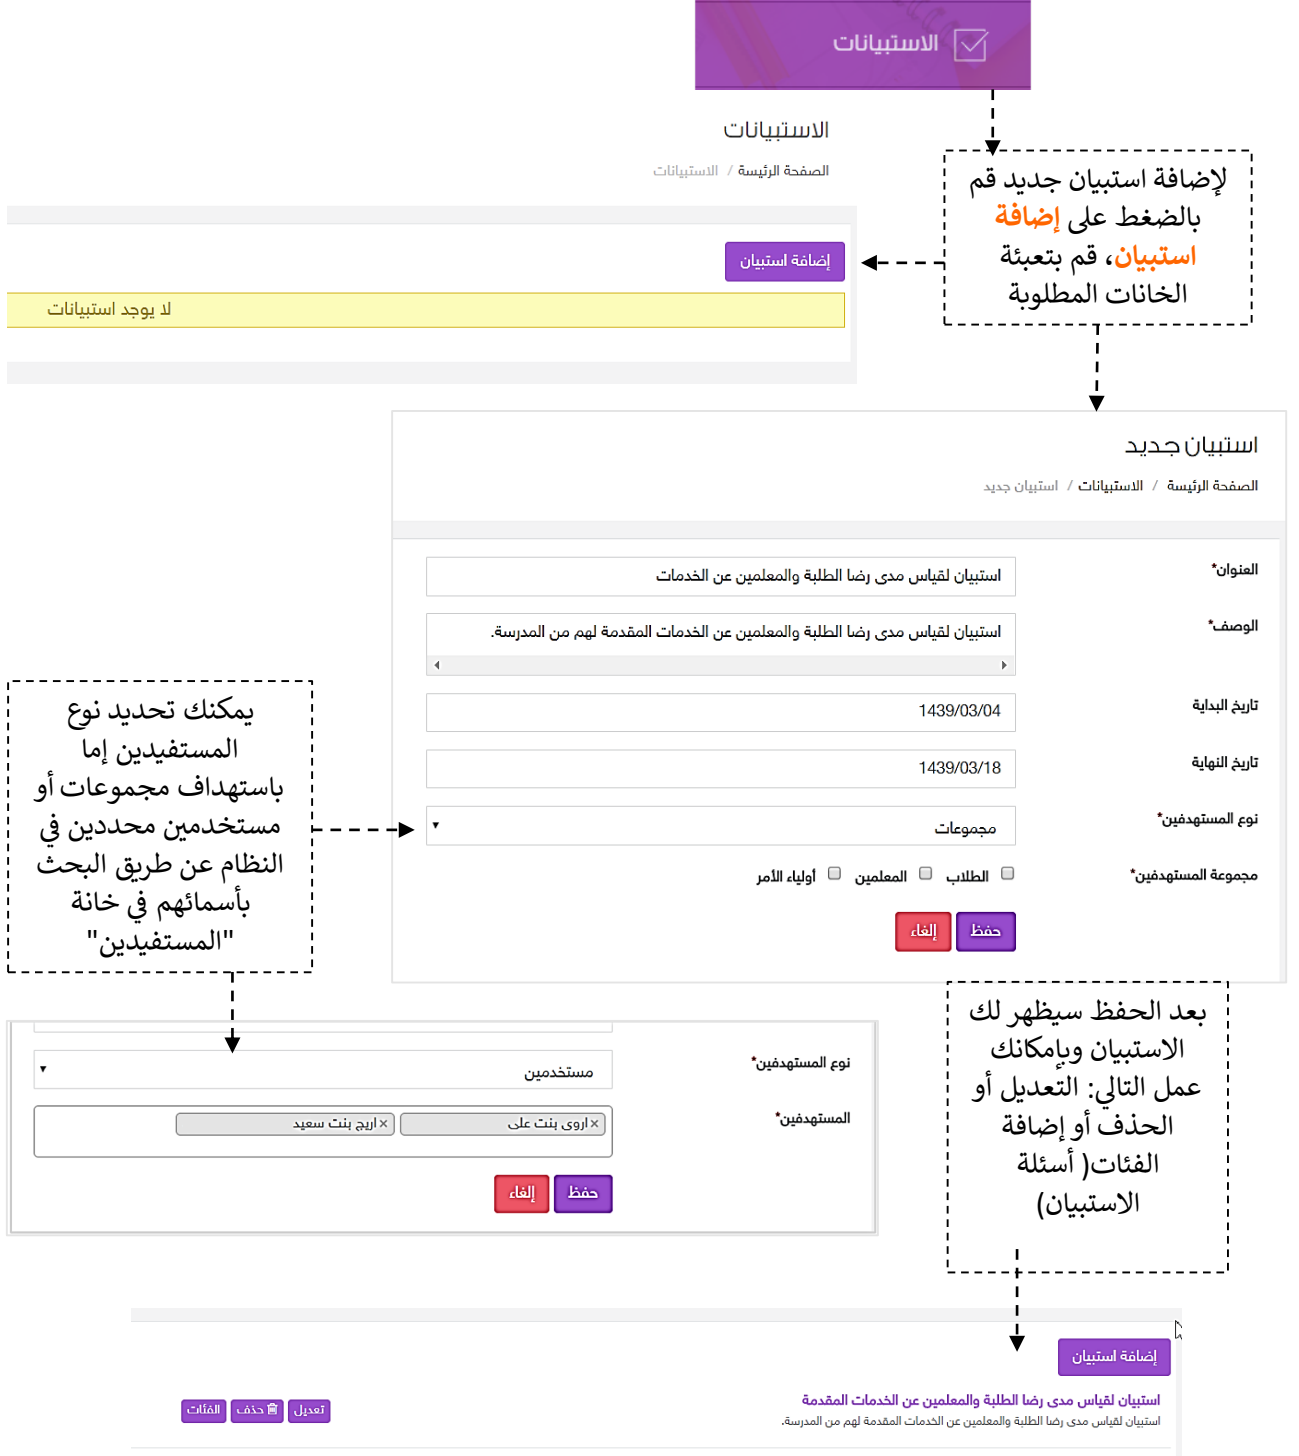 الاستبيانات
الاستبيانات
الصفحة الرئيسة / الاستبيانات
لإضافة استبيان جديد قم
بالضغط على إضافة
استبيان، قم بتعبئة
الخانات المطلوبة
إضافة استبيان
لا يوجد استبيانات
استبيان جديد
الصفحة الرئيسة / الاستبيانات / استبيان جديد
العنوان*
استبيان لقياس مدى رضا الطلبة والمعلمين عن الخدمات
الوصف*
استبيان لقياس مدى رضا الطلبة والمعلمين عن الخدمات المقدمة لهم من المدرسة.
تاريخ البداية
1439/03/04
تاريخ النهاية
1439/03/18
نوع المستهدفين*
مجموعات
مجموعة المستهدفين*
الطلاب المعلمين أولياء الأمر
حفظ إلغاء
يمكنك تحديد نوع
المستفيدين إما
باستهداف مجموعات أو
مستخدمين محددين في
النظام عن طريق البحث
بأسمائهم في خانة
"المستفيدين"
نوع المستهدفين*
مستخدمين
المستهدفين*
×اروى بنت على ×اريج بنت سعيد
حفظ إلغاء
بعد الحفظ سيظهر لك
الاستبيان وبإمكانك
عمل التالي: التعديل أو
الحذف أو إضافة
الفئات( أسئلة
الاستبيان)
إضافة استبيان
استبيان لقياس مدى رضا الطلبة والمعلمين عن الخدمات المقدمة
استبيان لقياس مدى رضا الطلبة والمعلمين عن الخدمات المقدمة لهم من المدرسة.
تعديل حذف الفئات